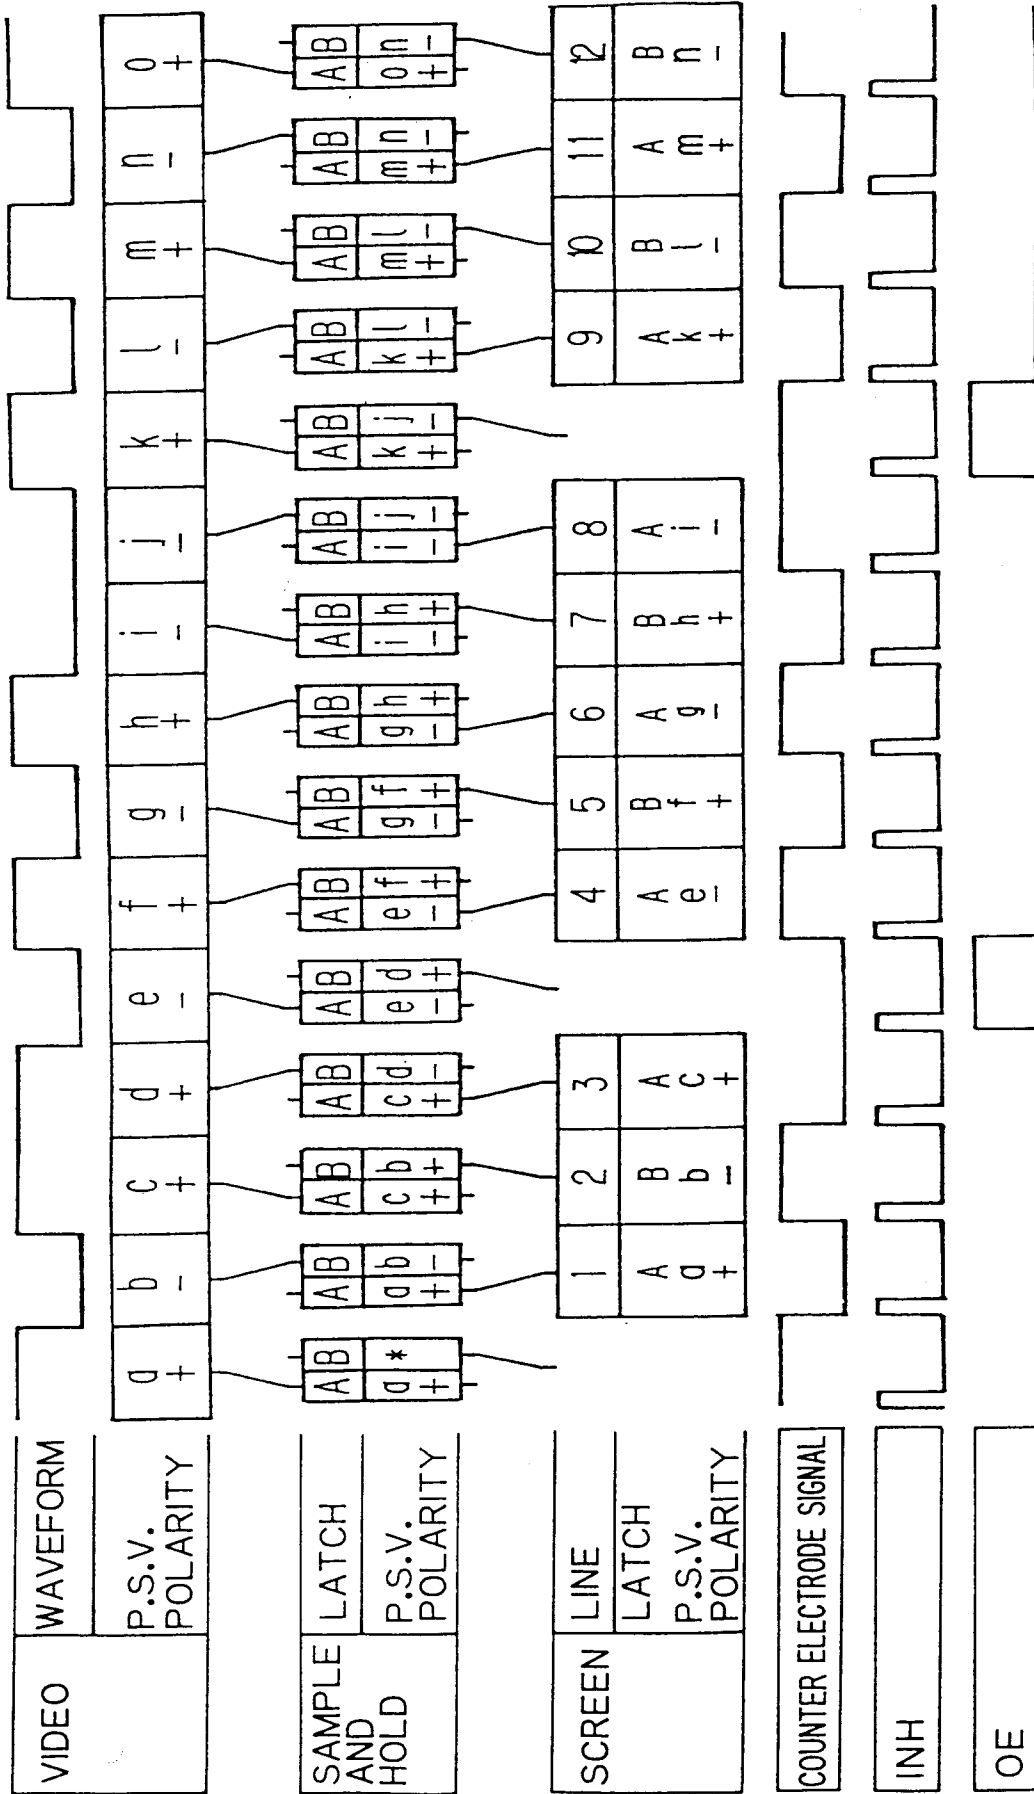 VIDEO WAVEFORM
P.S.V. a b c d e f g h i j k l m n o
POLARITY + − + + − + − + − − + − + − +
SAMPLE AND HOLD
LATCH A B A B A B A B A B A B A B A B A B A B A B A B A B A B A B
P.S.V. a * a b c b c d e d e f g f g h i h i j k j k l m l m n o n
POLARITY + + − + + + − − + − + − + − + − + − − + − + − + − + − + −
SCREEN LINE 1 2 3 4 5 6 7 8 9 10 11 12
LATCH A B A A B A B A A B A B
P.S.V. a b c e f g h i k l m n
POLARITY + − + − + − + − + − + −
COUNTER ELECTRODE SIGNAL
INH
OE